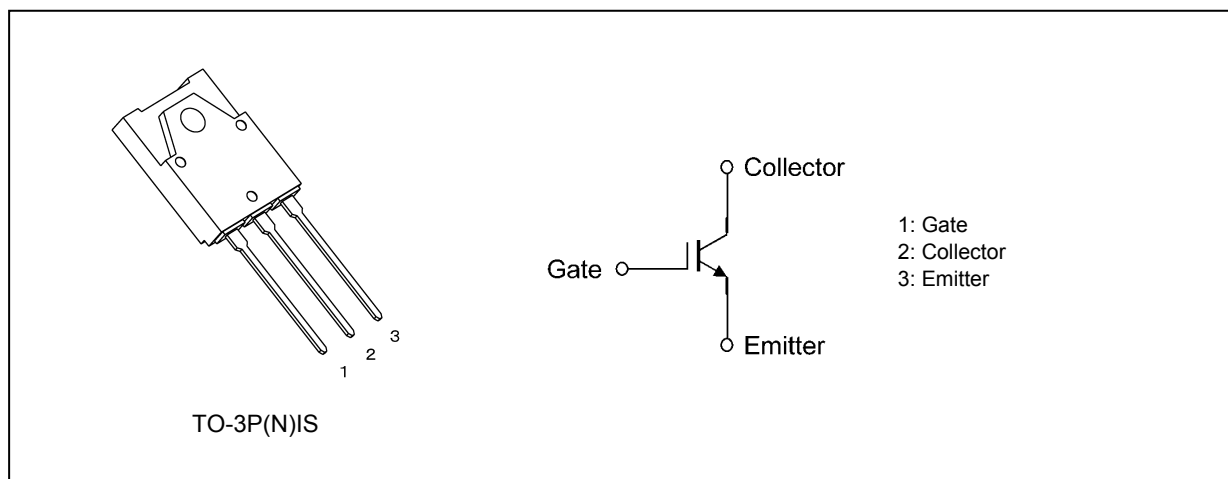 Collector
Gate
Emitter
1: Gate
2: Collector
3: Emitter
1
2
3
TO-3P(N)IS